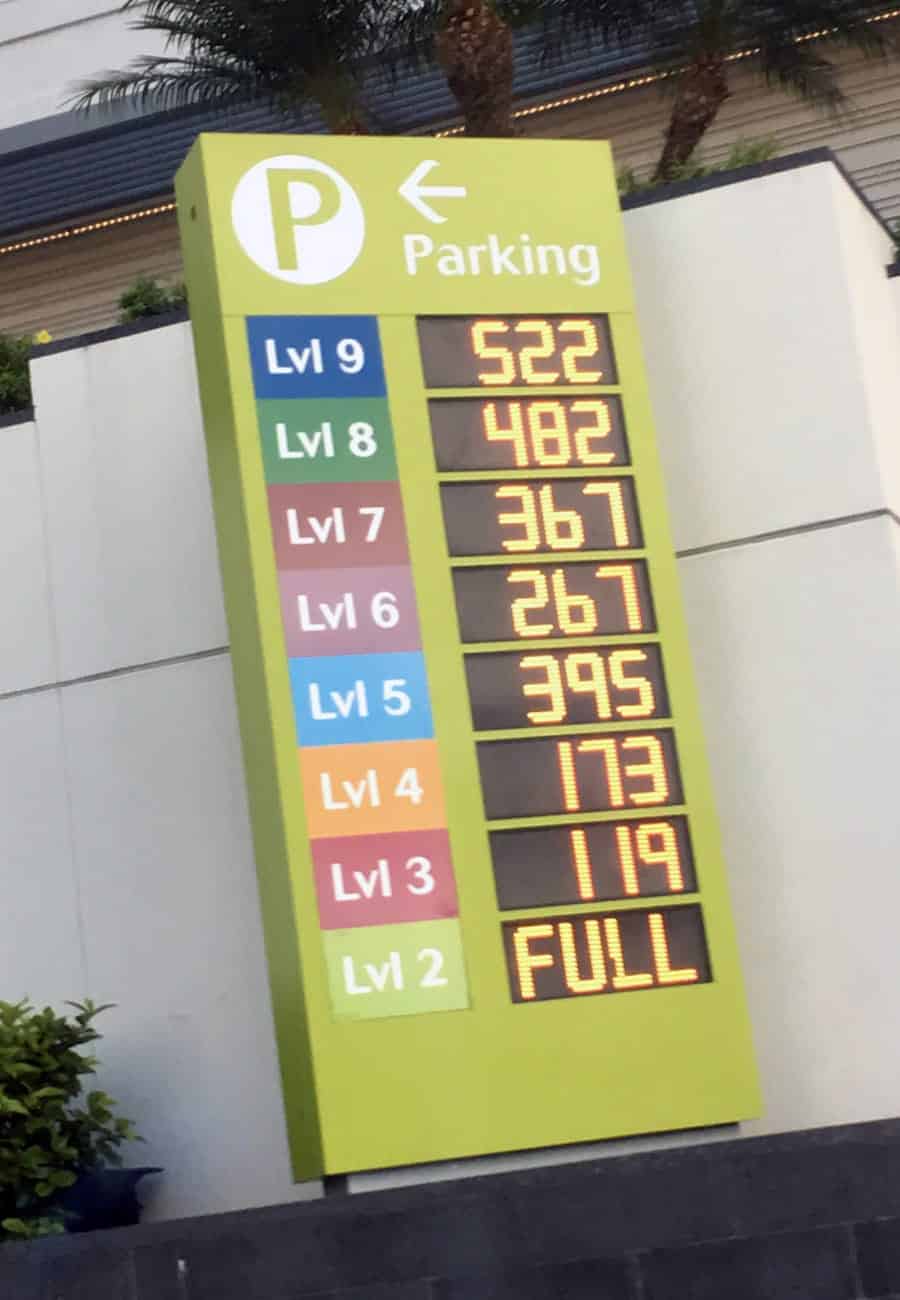 P ←
Parking
Lvl 9 522
Lvl 8 482
Lvl 7 367
Lvl 6 267
Lvl 5 395
Lvl 4 173
Lvl 3 119
Lvl 2 FULL